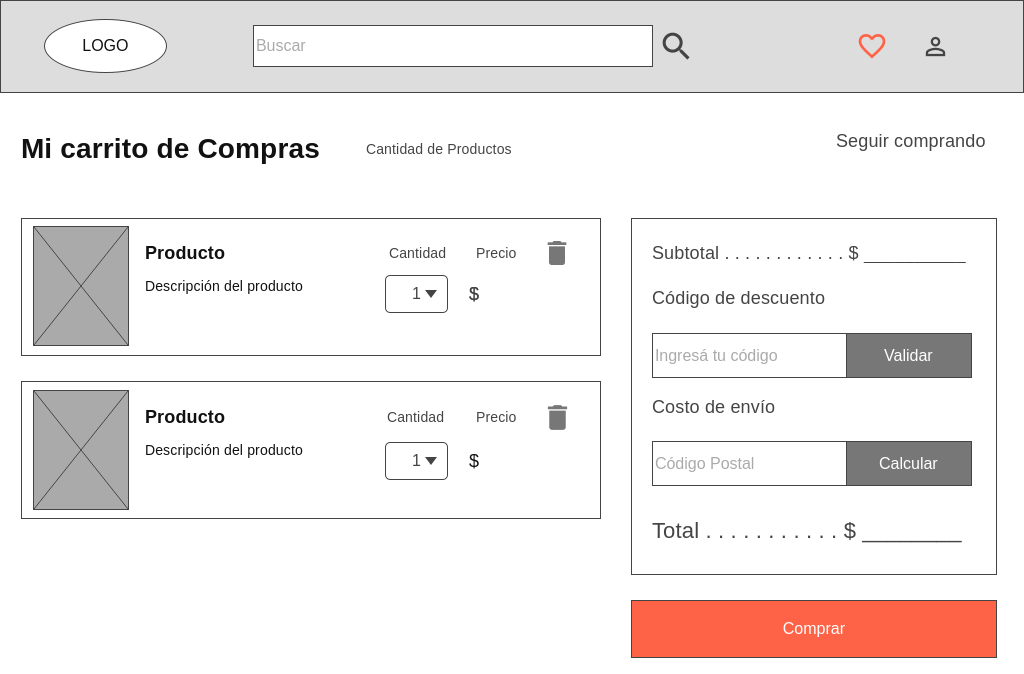 LOGO
Buscar
Mi carrito de Compras
Cantidad de Productos
Seguir comprando
Producto
Cantidad
Precio
Descripción del producto
1
$
Producto
Cantidad
Precio
Descripción del producto
1
$
Subtotal . . . . . . . . . . . . $ __________
Código de descuento
Ingresá tu código
Validar
Costo de envío
Código Postal
Calcular
Total . . . . . . . . . . . $ ________
Comprar